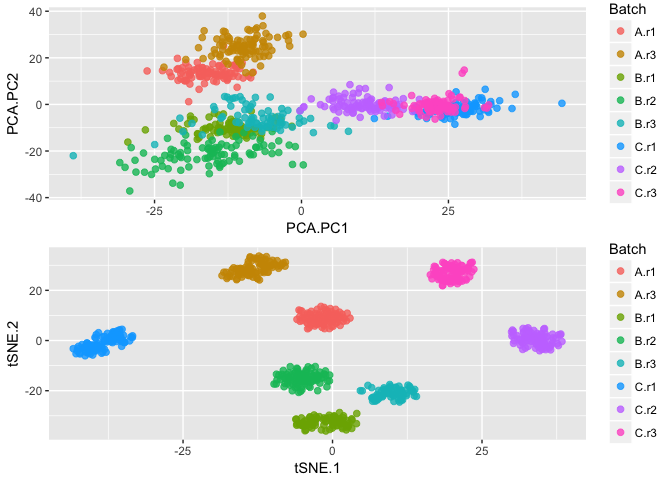 40
20
0
-20
-40
PCA.PC2
-25
0
25
PCA.PC1
Batch
A.r1
A.r3
B.r1
B.r2
B.r3
C.r1
C.r2
C.r3
20
0
-20
tSNE.2
-25
0
25
tSNE.1
Batch
A.r1
A.r3
B.r1
B.r2
B.r3
C.r1
C.r2
C.r3